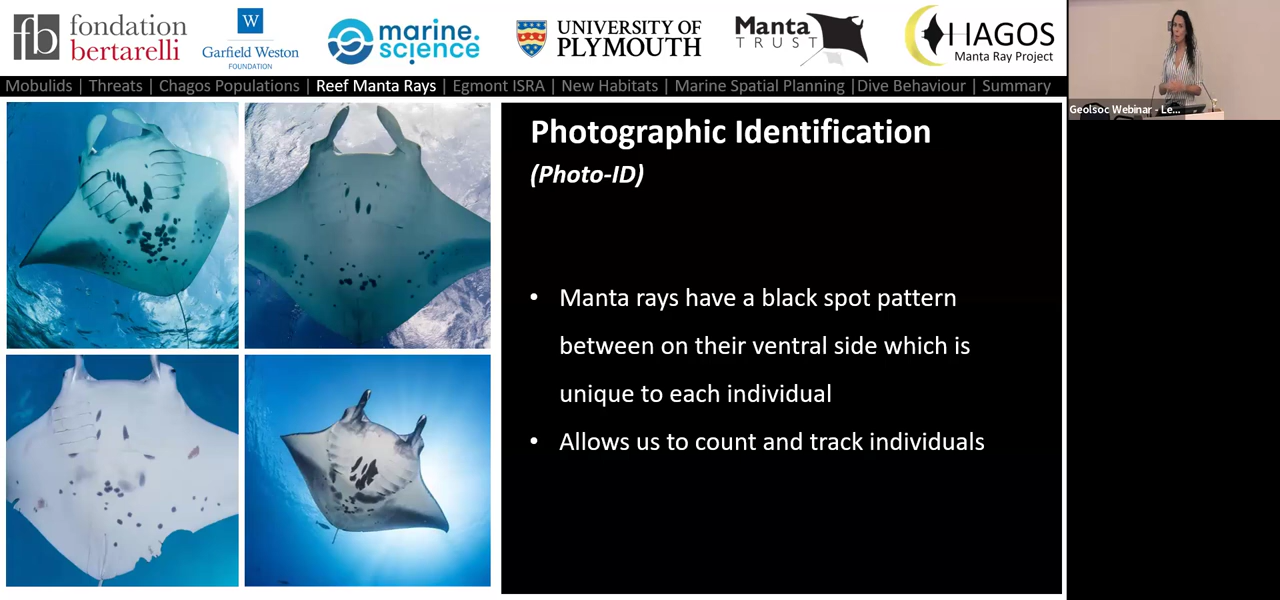 fb fondation bertarelli
W
Garfield Weston
FOUNDATION
marine.
science
UNIVERSITY OF
PLYMOUTH
Manta
TRUST
CHAGOS
Manta Ray Project
Mobulids | Threats | Chagos Populations | Reef Manta Rays | Egmont ISRA | New Habitats | Marine Spatial Planning |Dive Behaviour | Summary
Geolsoc Webinar - Le...
Photographic Identification
(Photo-ID)
• Manta rays have a black spot pattern
between on their ventral side which is
unique to each individual
• Allows us to count and track individuals